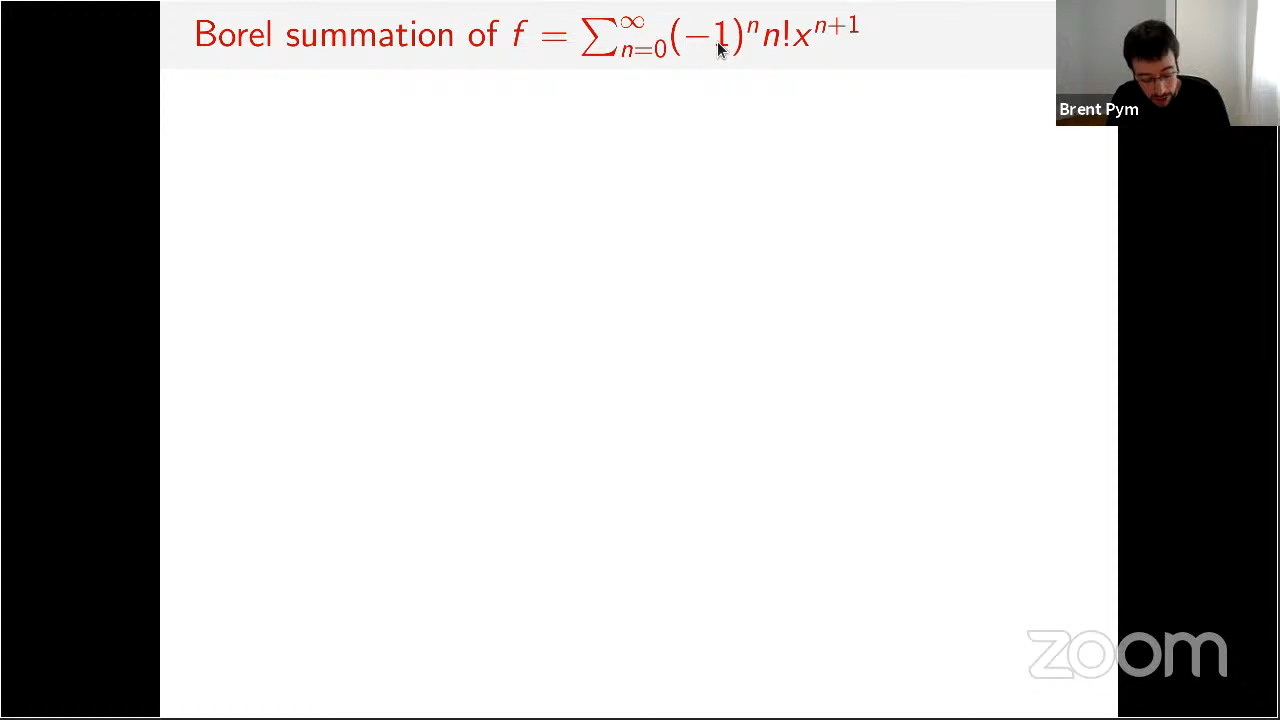 Borel summation of f = ∑_{n=0}^{∞}(−1)^n n!x^{n+1}
Brent Pym
zoom